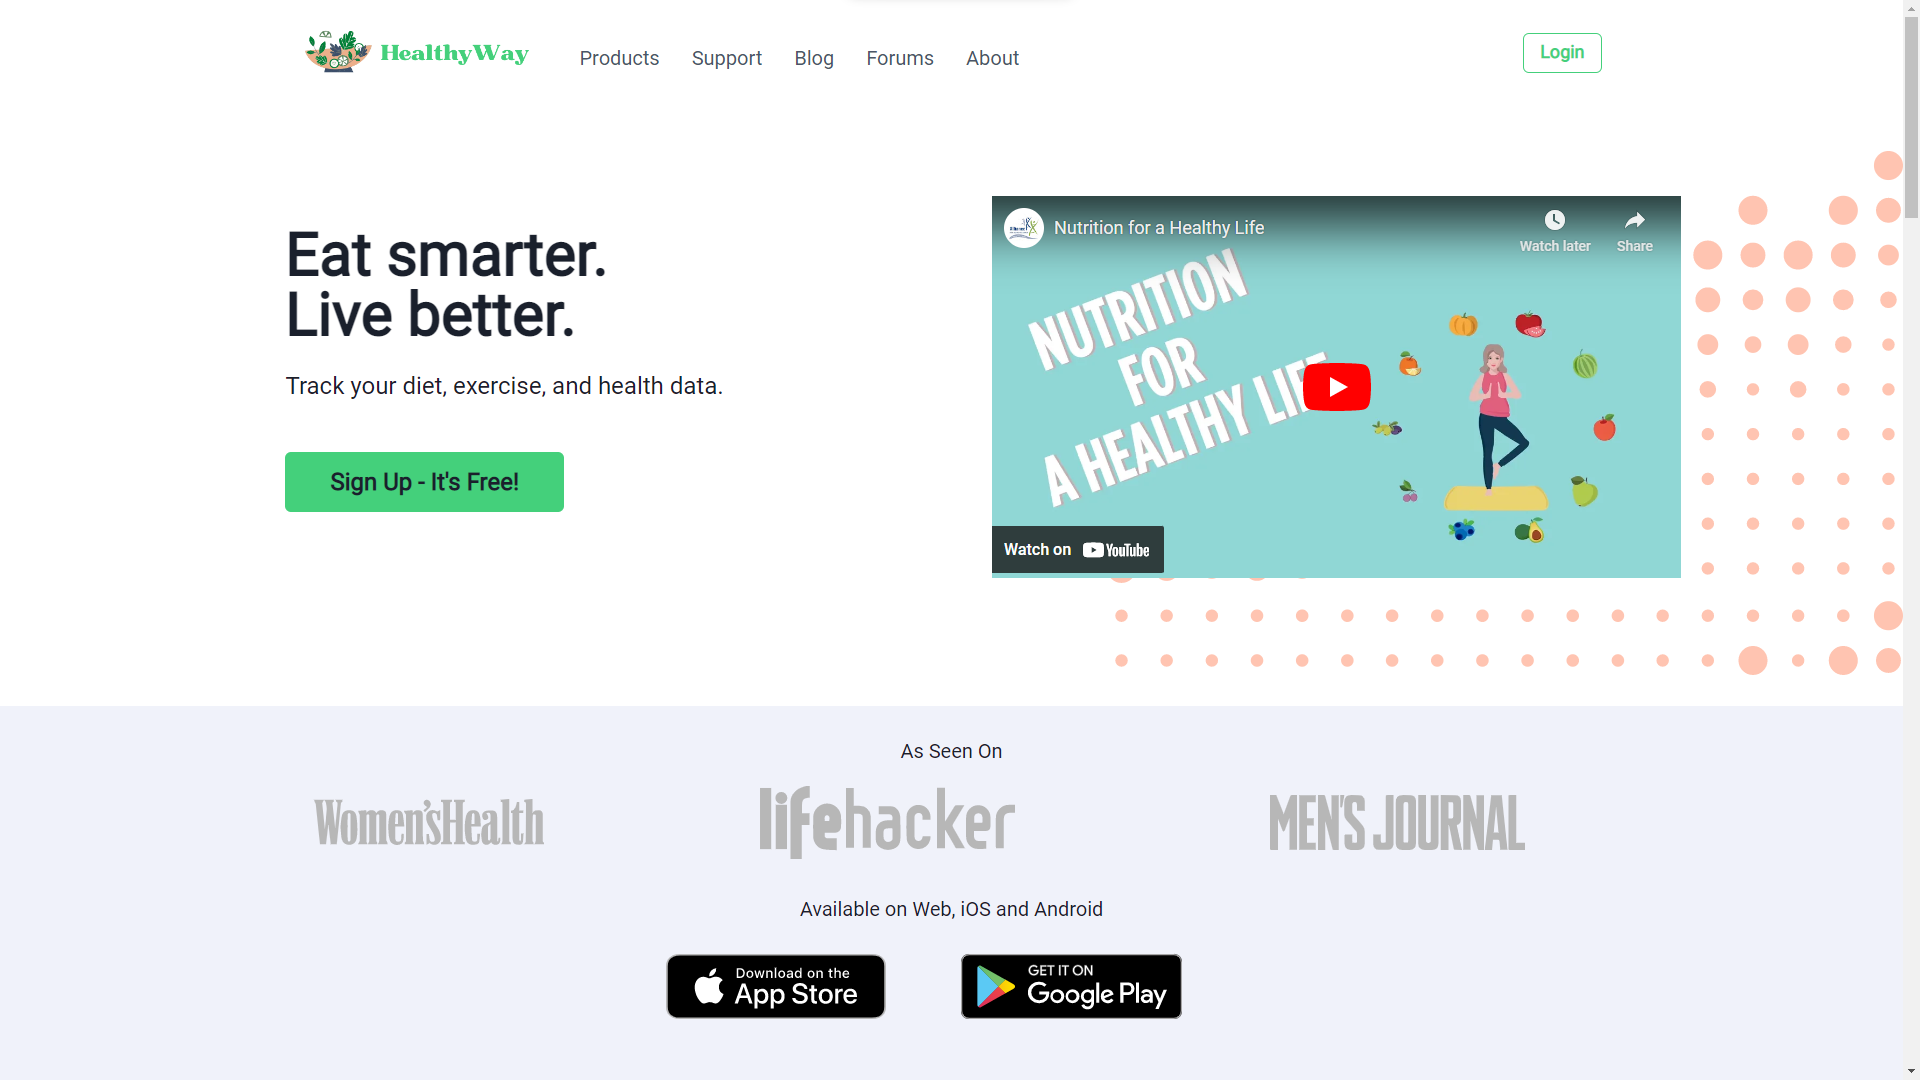 HealthyWay
Products
Support
Blog
Forums
About
Login
Eat smarter.
Live better.
Track your diet, exercise, and health data.
Sign Up - It's Free!
Nutrition for a Healthy Life
Watch later
Share
NUTRITION
FOR
A HEALTHY LIFE
Watch on YouTube
As Seen On
Women'sHealth
lifehacker
MEN'S JOURNAL
Available on Web, iOS and Android
Download on the
App Store
GET IT ON
Google Play